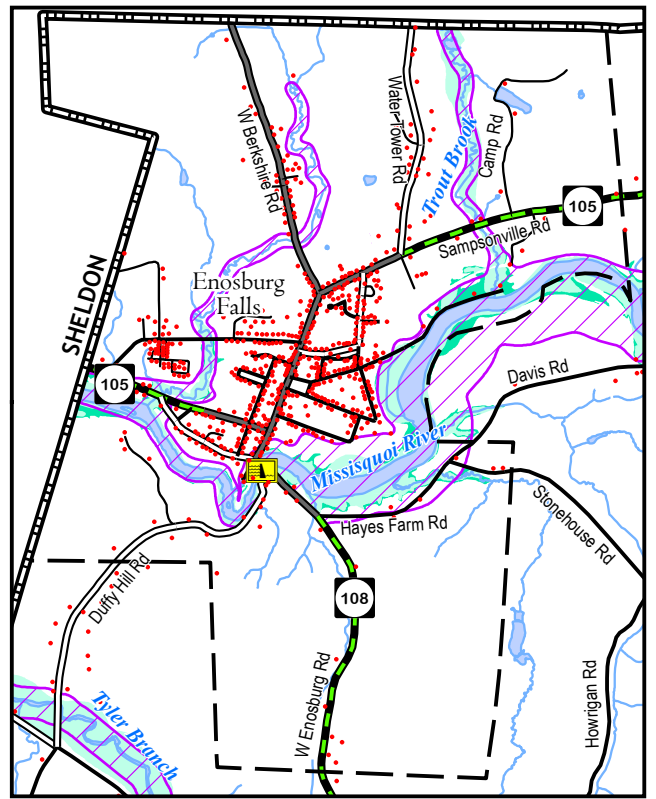 W Berkshire Rd
Water Tower Rd
Trout Brook
Camp Rd
105
Sampsonville Rd
SHELDON
Enosburg
Falls
105
Davis Rd
Missisquoi River
Hayes Farm Rd
Stonehouse Rd
Duffy Hill Rd
108
W Enosburg Rd
Howrigan Rd
Tyler Branch